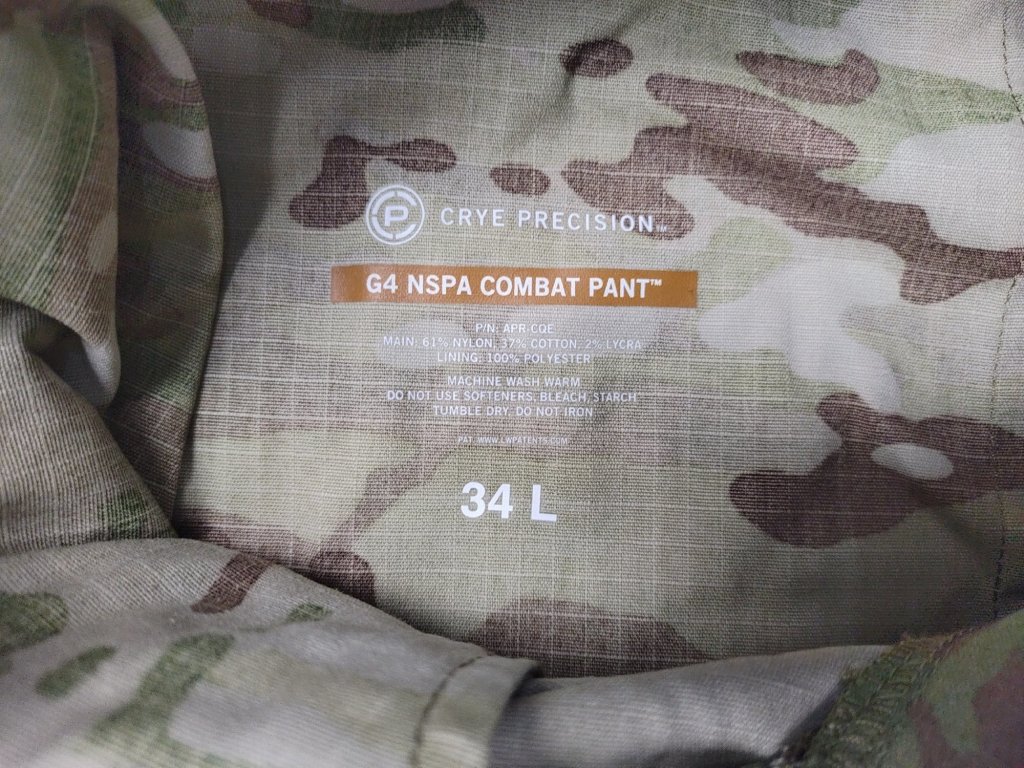 P CRYE PRECISION™
G4 NSPA COMBAT PANT™
P/N: APR-CQE
MAIN: 61% NYLON, 37% COTTON, 2% LYCRA
LINING: 100% POLYESTER
MACHINE WASH WARM
DO NOT USE SOFTENERS, BLEACH, STARCH
TUMBLE DRY, DO NOT IRON
PAT. WWW.LWPATENTS.COM
34 L